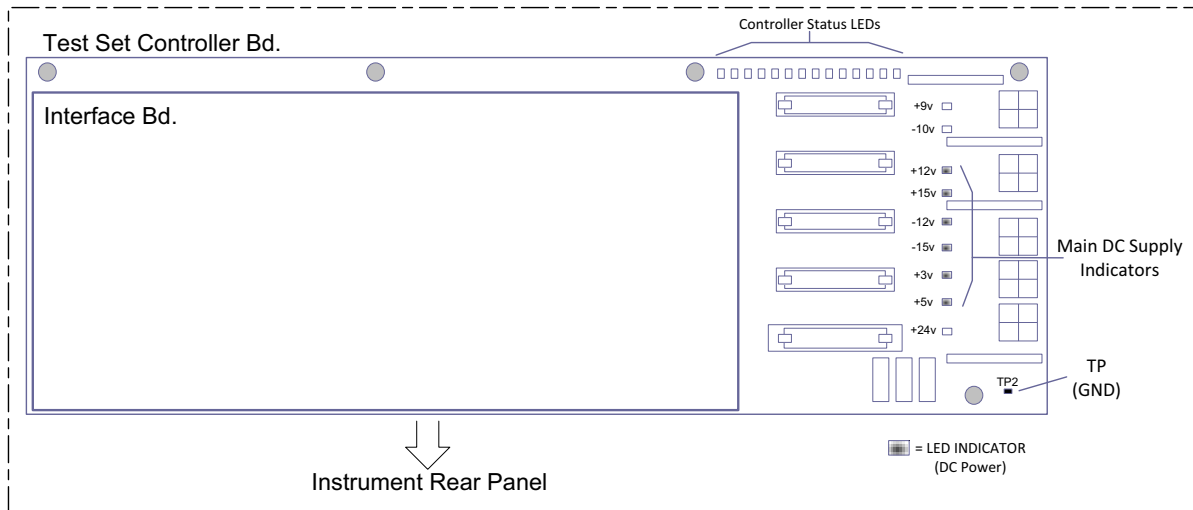 Controller Status LEDs
Test Set Controller Bd.
Interface Bd.
+9v
-10v
+12v
+15v
-12v
-15v
+3v
+5v
+24v
Main DC Supply
Indicators
TP2
TP
(GND)
= LED INDICATOR
(DC Power)
Instrument Rear Panel